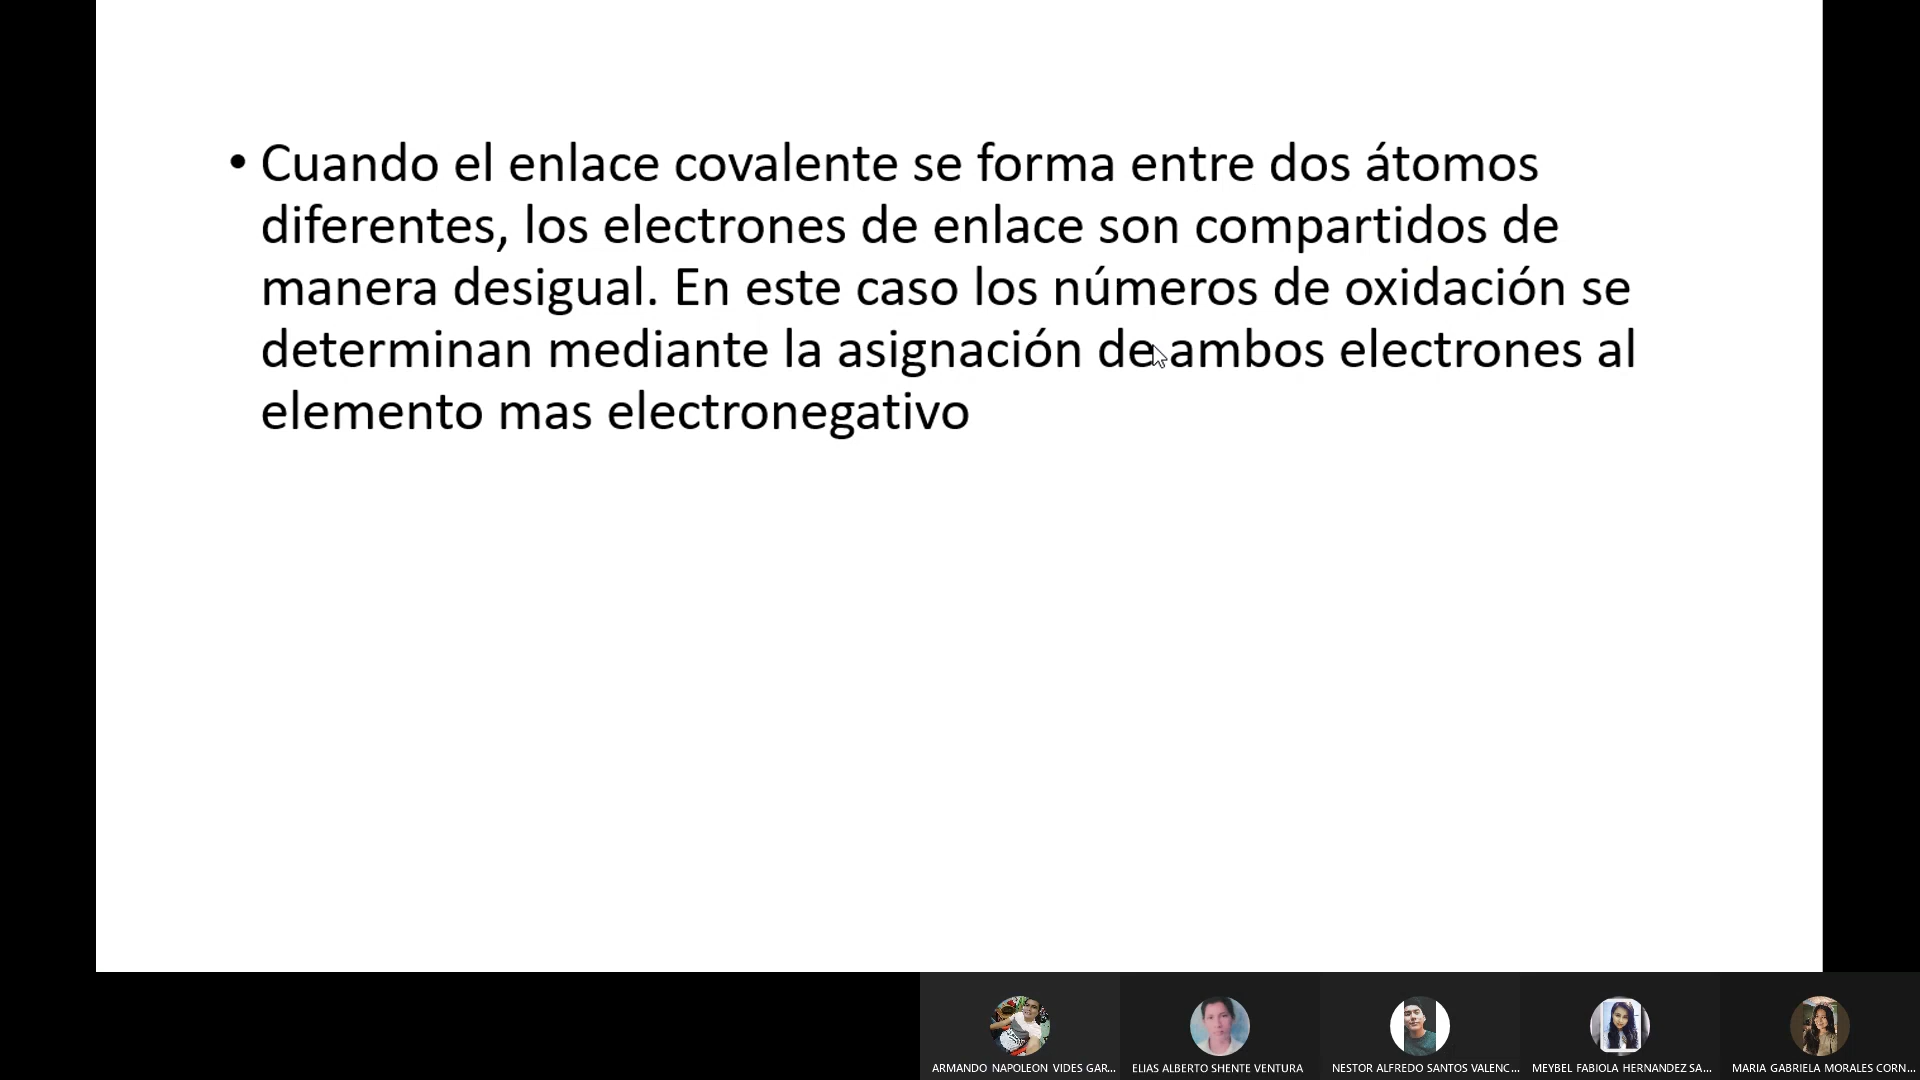 • Cuando el enlace covalente se forma entre dos átomos
diferentes, los electrones de enlace son compartidos de
manera desigual. En este caso los números de oxidación se
determinan mediante la asignación de ambos electrones al
elemento mas electronegativo
ARMANDO NAPOLEON VIDES GAR...
ELIAS ALBERTO SHENTE VENTURA
NESTOR ALFREDO SANTOS VALENC...
MEYBEL FABIOLA HERNANDEZ SA...
MARIA GABRIELA MORALES CORN...